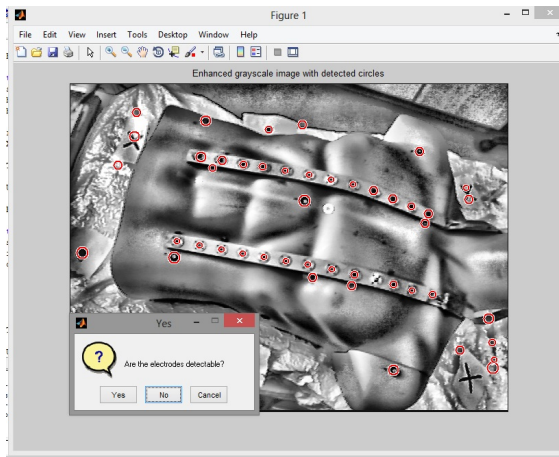 Figure 1
File Edit View Insert Tools Desktop Window Help
Enhanced grayscale image with detected circles
Yes
Are the electrodes detectable?
Yes No Cancel